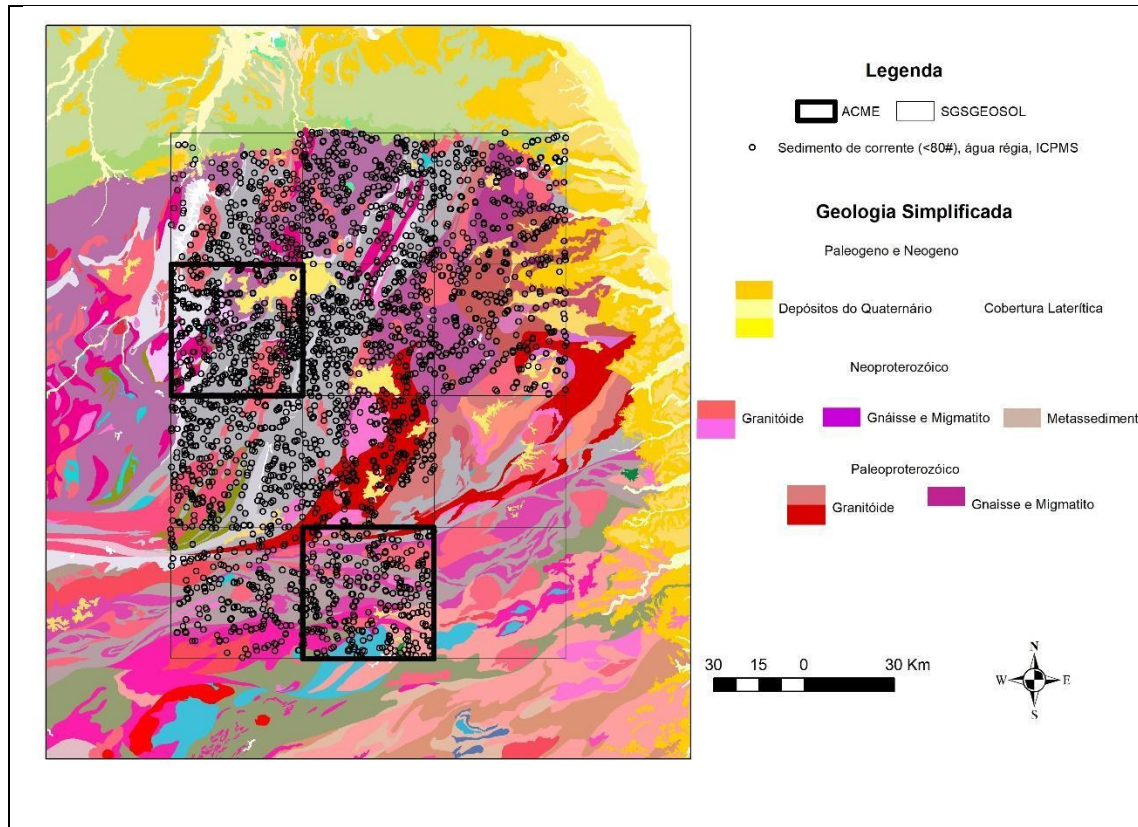 Legenda
ACME SGSGEOSOL
Sedimento de corrente (<80#), água régia, ICPMS
Geologia Simplificada
Paleogeno e Neogeno
Depósitos do Quaternário Cobertura Laterítica
Neoproterozóico
Granitóide Gnáisse e Migmatito Metassediment
Paleoproterozóico
Granitóide Gnaisse e Migmatito
30 15 0 30 Km
N
W E
S